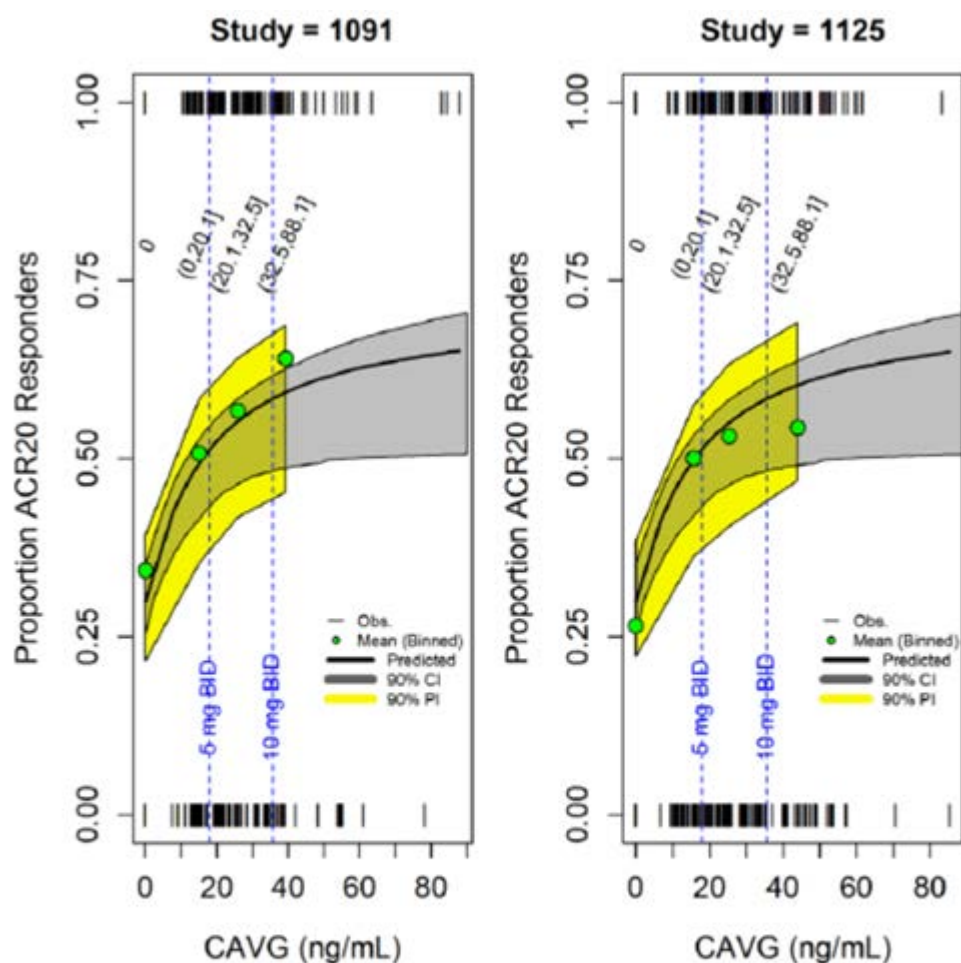 Study = 1091
Proportion ACR20 Responders
0.00 0.25 0.50 0.75 1.00
0
(0,20.1]
(20.1,32.5]
(32.5,88.1]
Obs.
Mean (Binned)
Predicted
90% CI
90% PI
5 mg BID
10 mg BID
0 20 40 60 80
CAVG (ng/mL)
Study = 1125
Proportion ACR20 Responders
0.00 0.25 0.50 0.75 1.00
0
(0,20.1]
(20.1,32.5]
(32.5,88.1]
Obs.
Mean (Binned)
Predicted
90% CI
90% PI
5 mg BID
10 mg BID
0 20 40 60 80
CAVG (ng/mL)